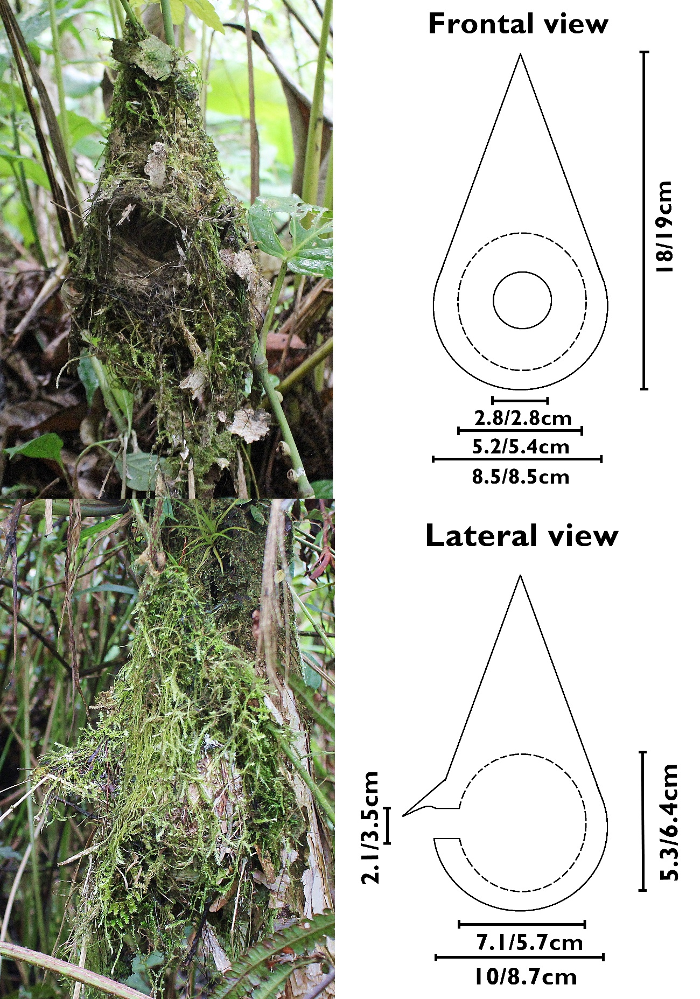 Frontal view
18/19cm
2.8/2.8cm
5.2/5.4cm
8.5/8.5cm
Lateral view
2.1/3.5cm
5.3/6.4cm
7.1/5.7cm
10/8.7cm